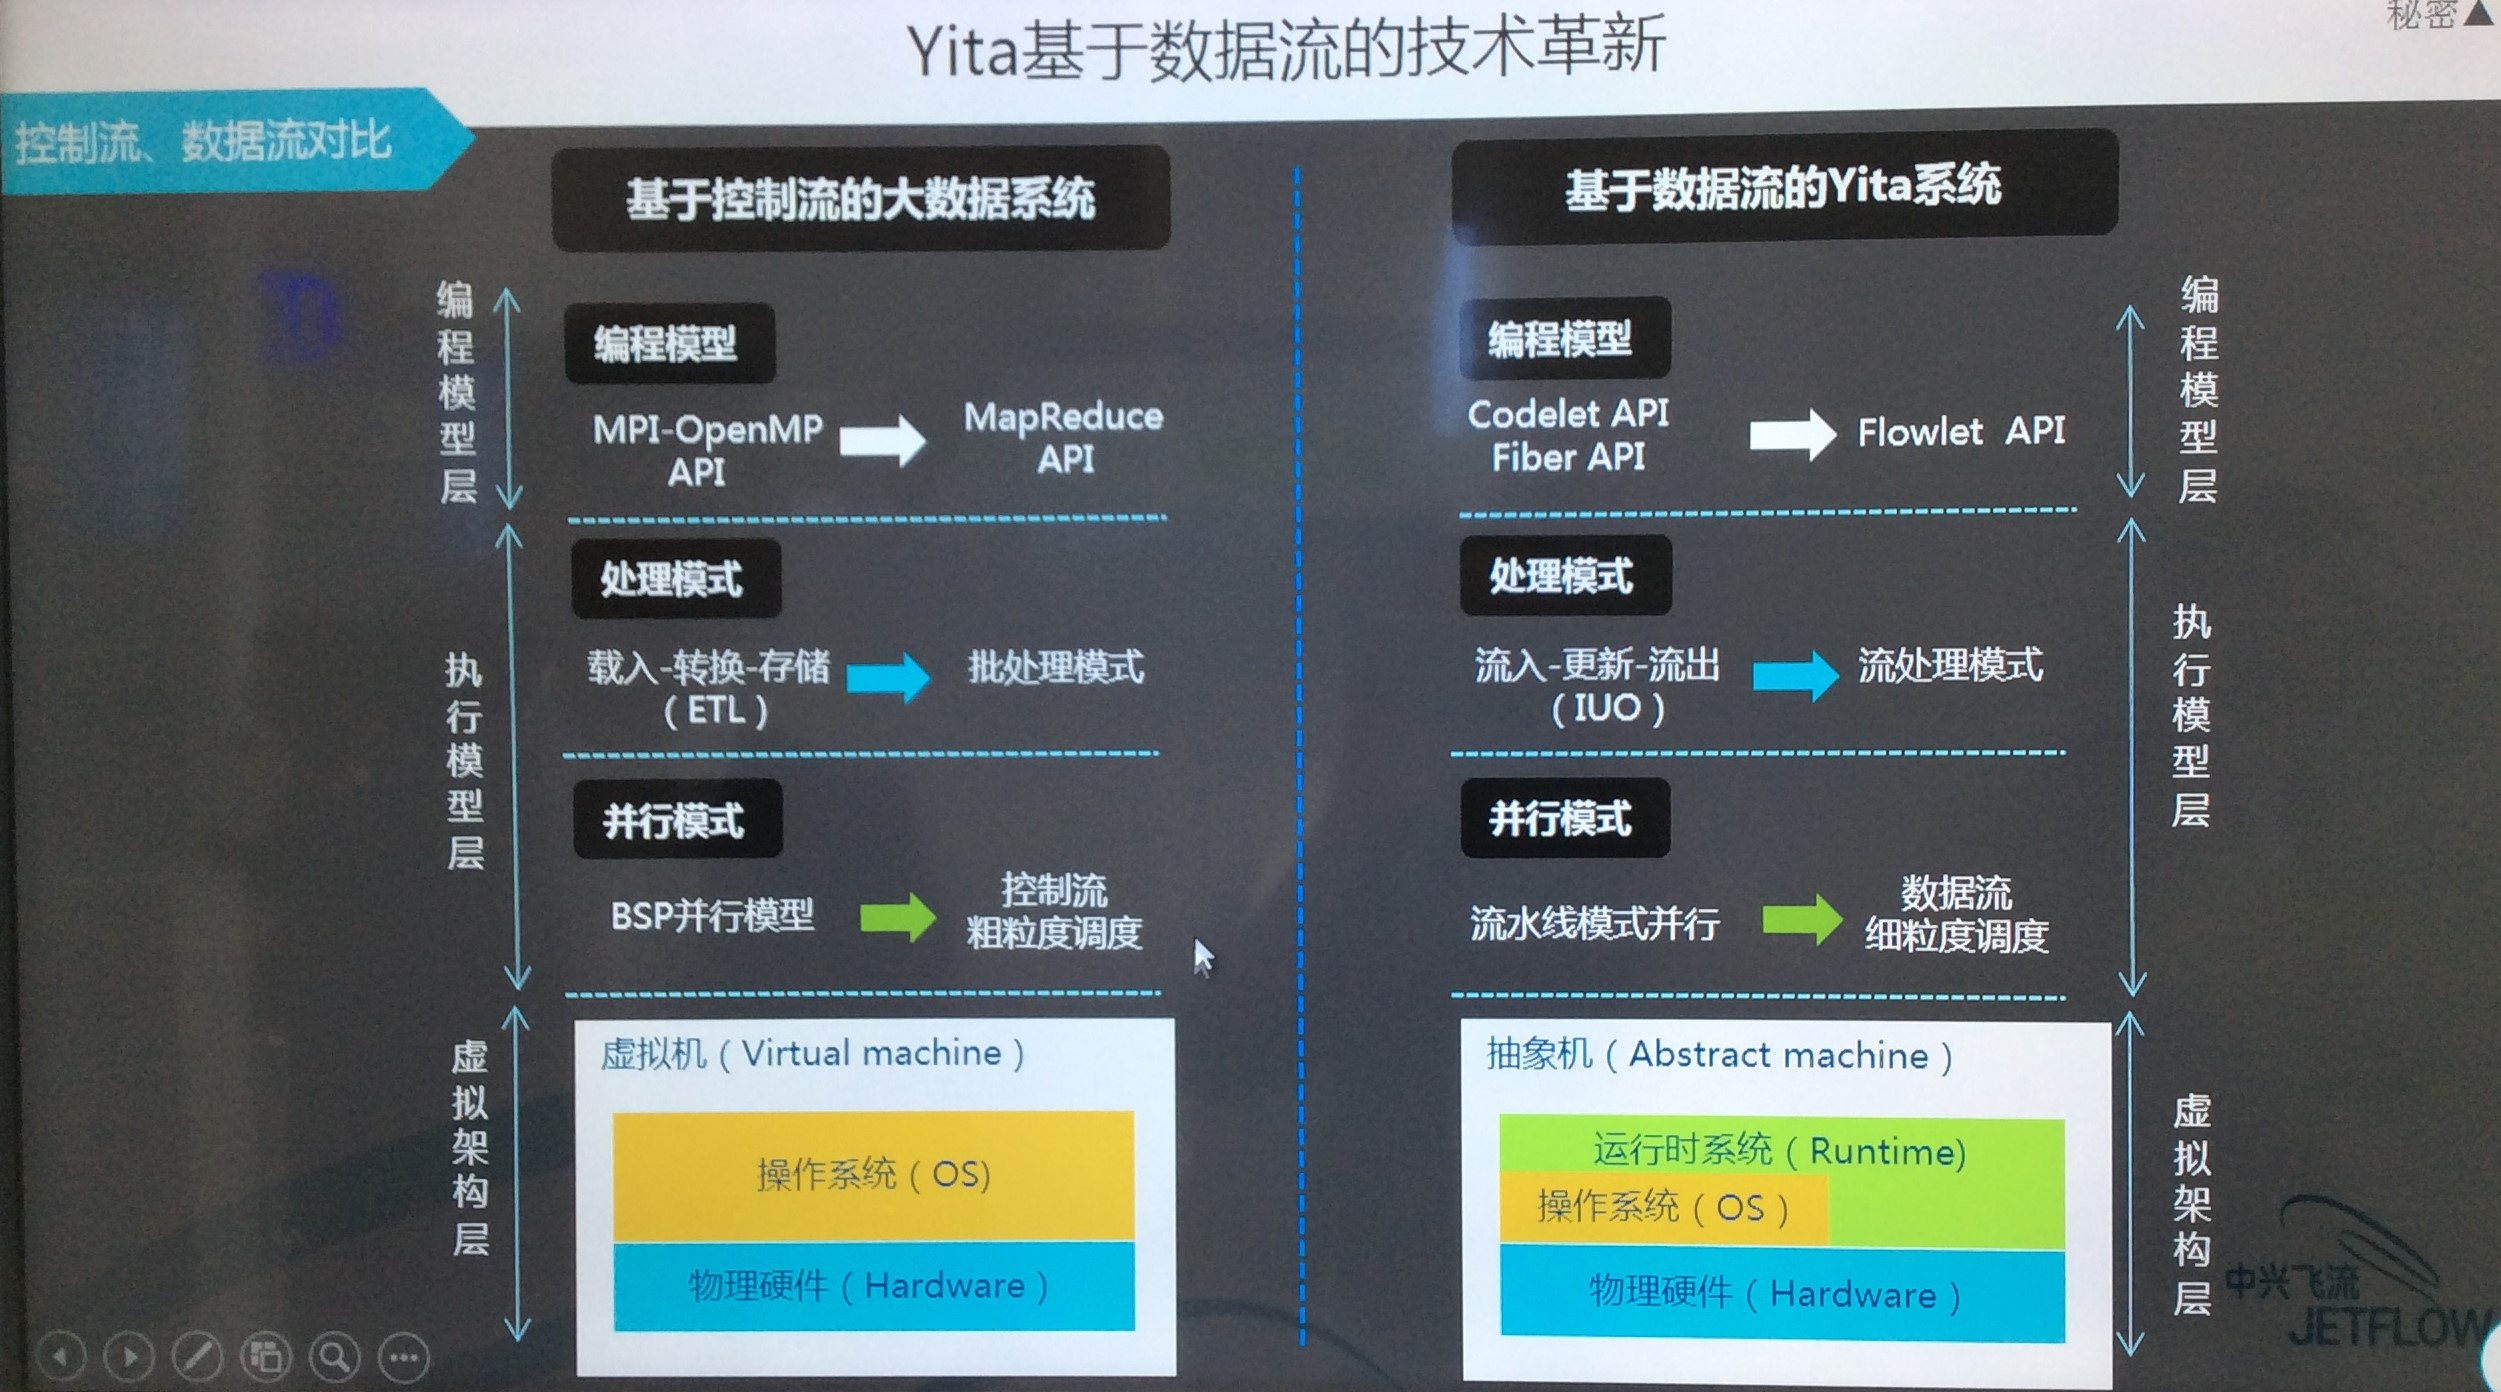 秘密▲
Yita基于数据流的技术革新
控制流、数据流对比
基于控制流的大数据系统
编程模型层
编程模型
MPI-OpenMP
API
MapReduce
API
执行模型层
处理模式
载入-转换-存储
（ETL）
批处理模式
并行模式
BSP并行模型
控制流
粗粒度调度
虚拟架构层
虚拟机（Virtual machine）
操作系统（OS)
物理硬件（Hardware）
基于数据流的Yita系统
编程模型层
编程模型
Codelet API
Fiber API
Flowlet API
执行模型层
处理模式
流入-更新-流出
（IUO）
流处理模式
并行模式
流水线模式并行
数据流
细粒度调度
虚拟架构层
抽象机（Abstract machine）
运行时系统（Runtime)
操作系统（OS）
物理硬件（Hardware）
中兴飞流
JETFLOW